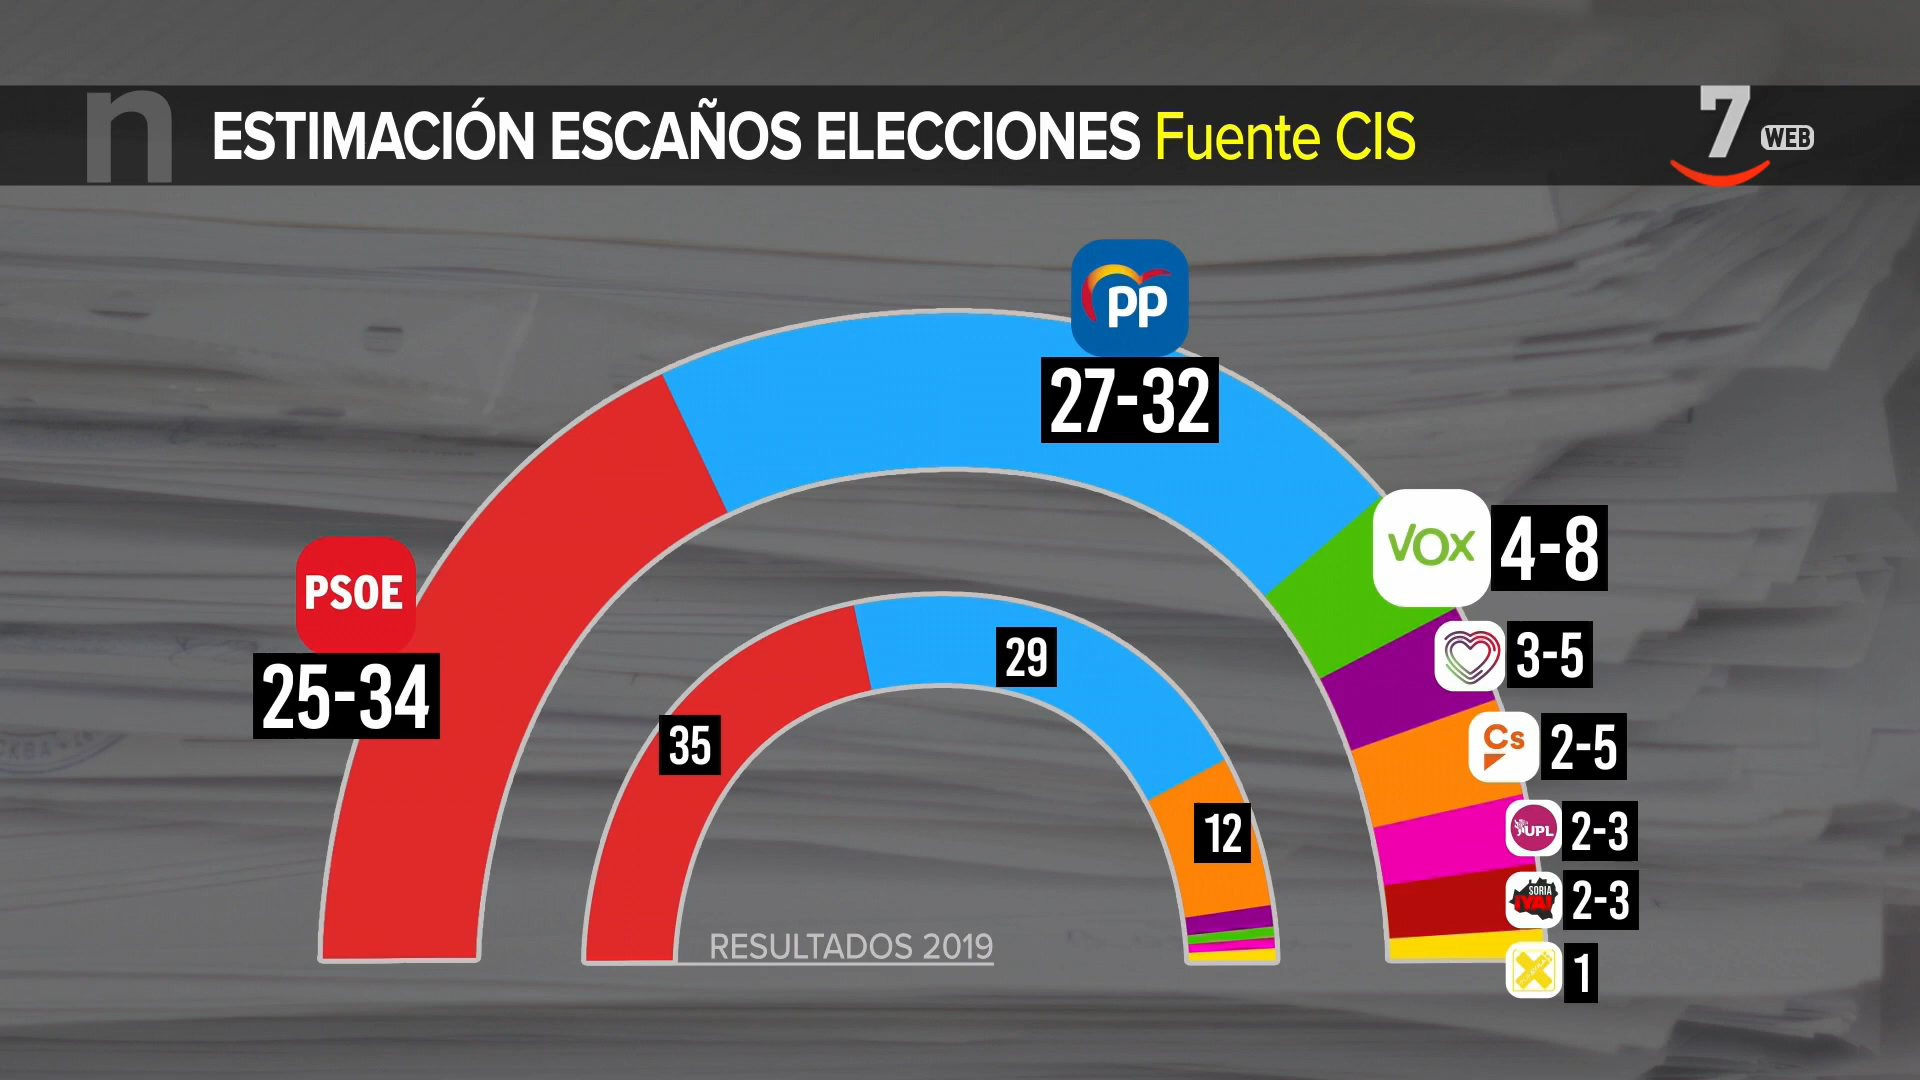 n
ESTIMACIÓN ESCAÑOS ELECCIONES Fuente CIS
7 WEB
pp
27-32
VOX
4-8
PSOE
25-34
3-5
29
35
Cs
2-5
12
UPL
2-3
SORIA
¡YA!
2-3
RESULTADOS 2019
1